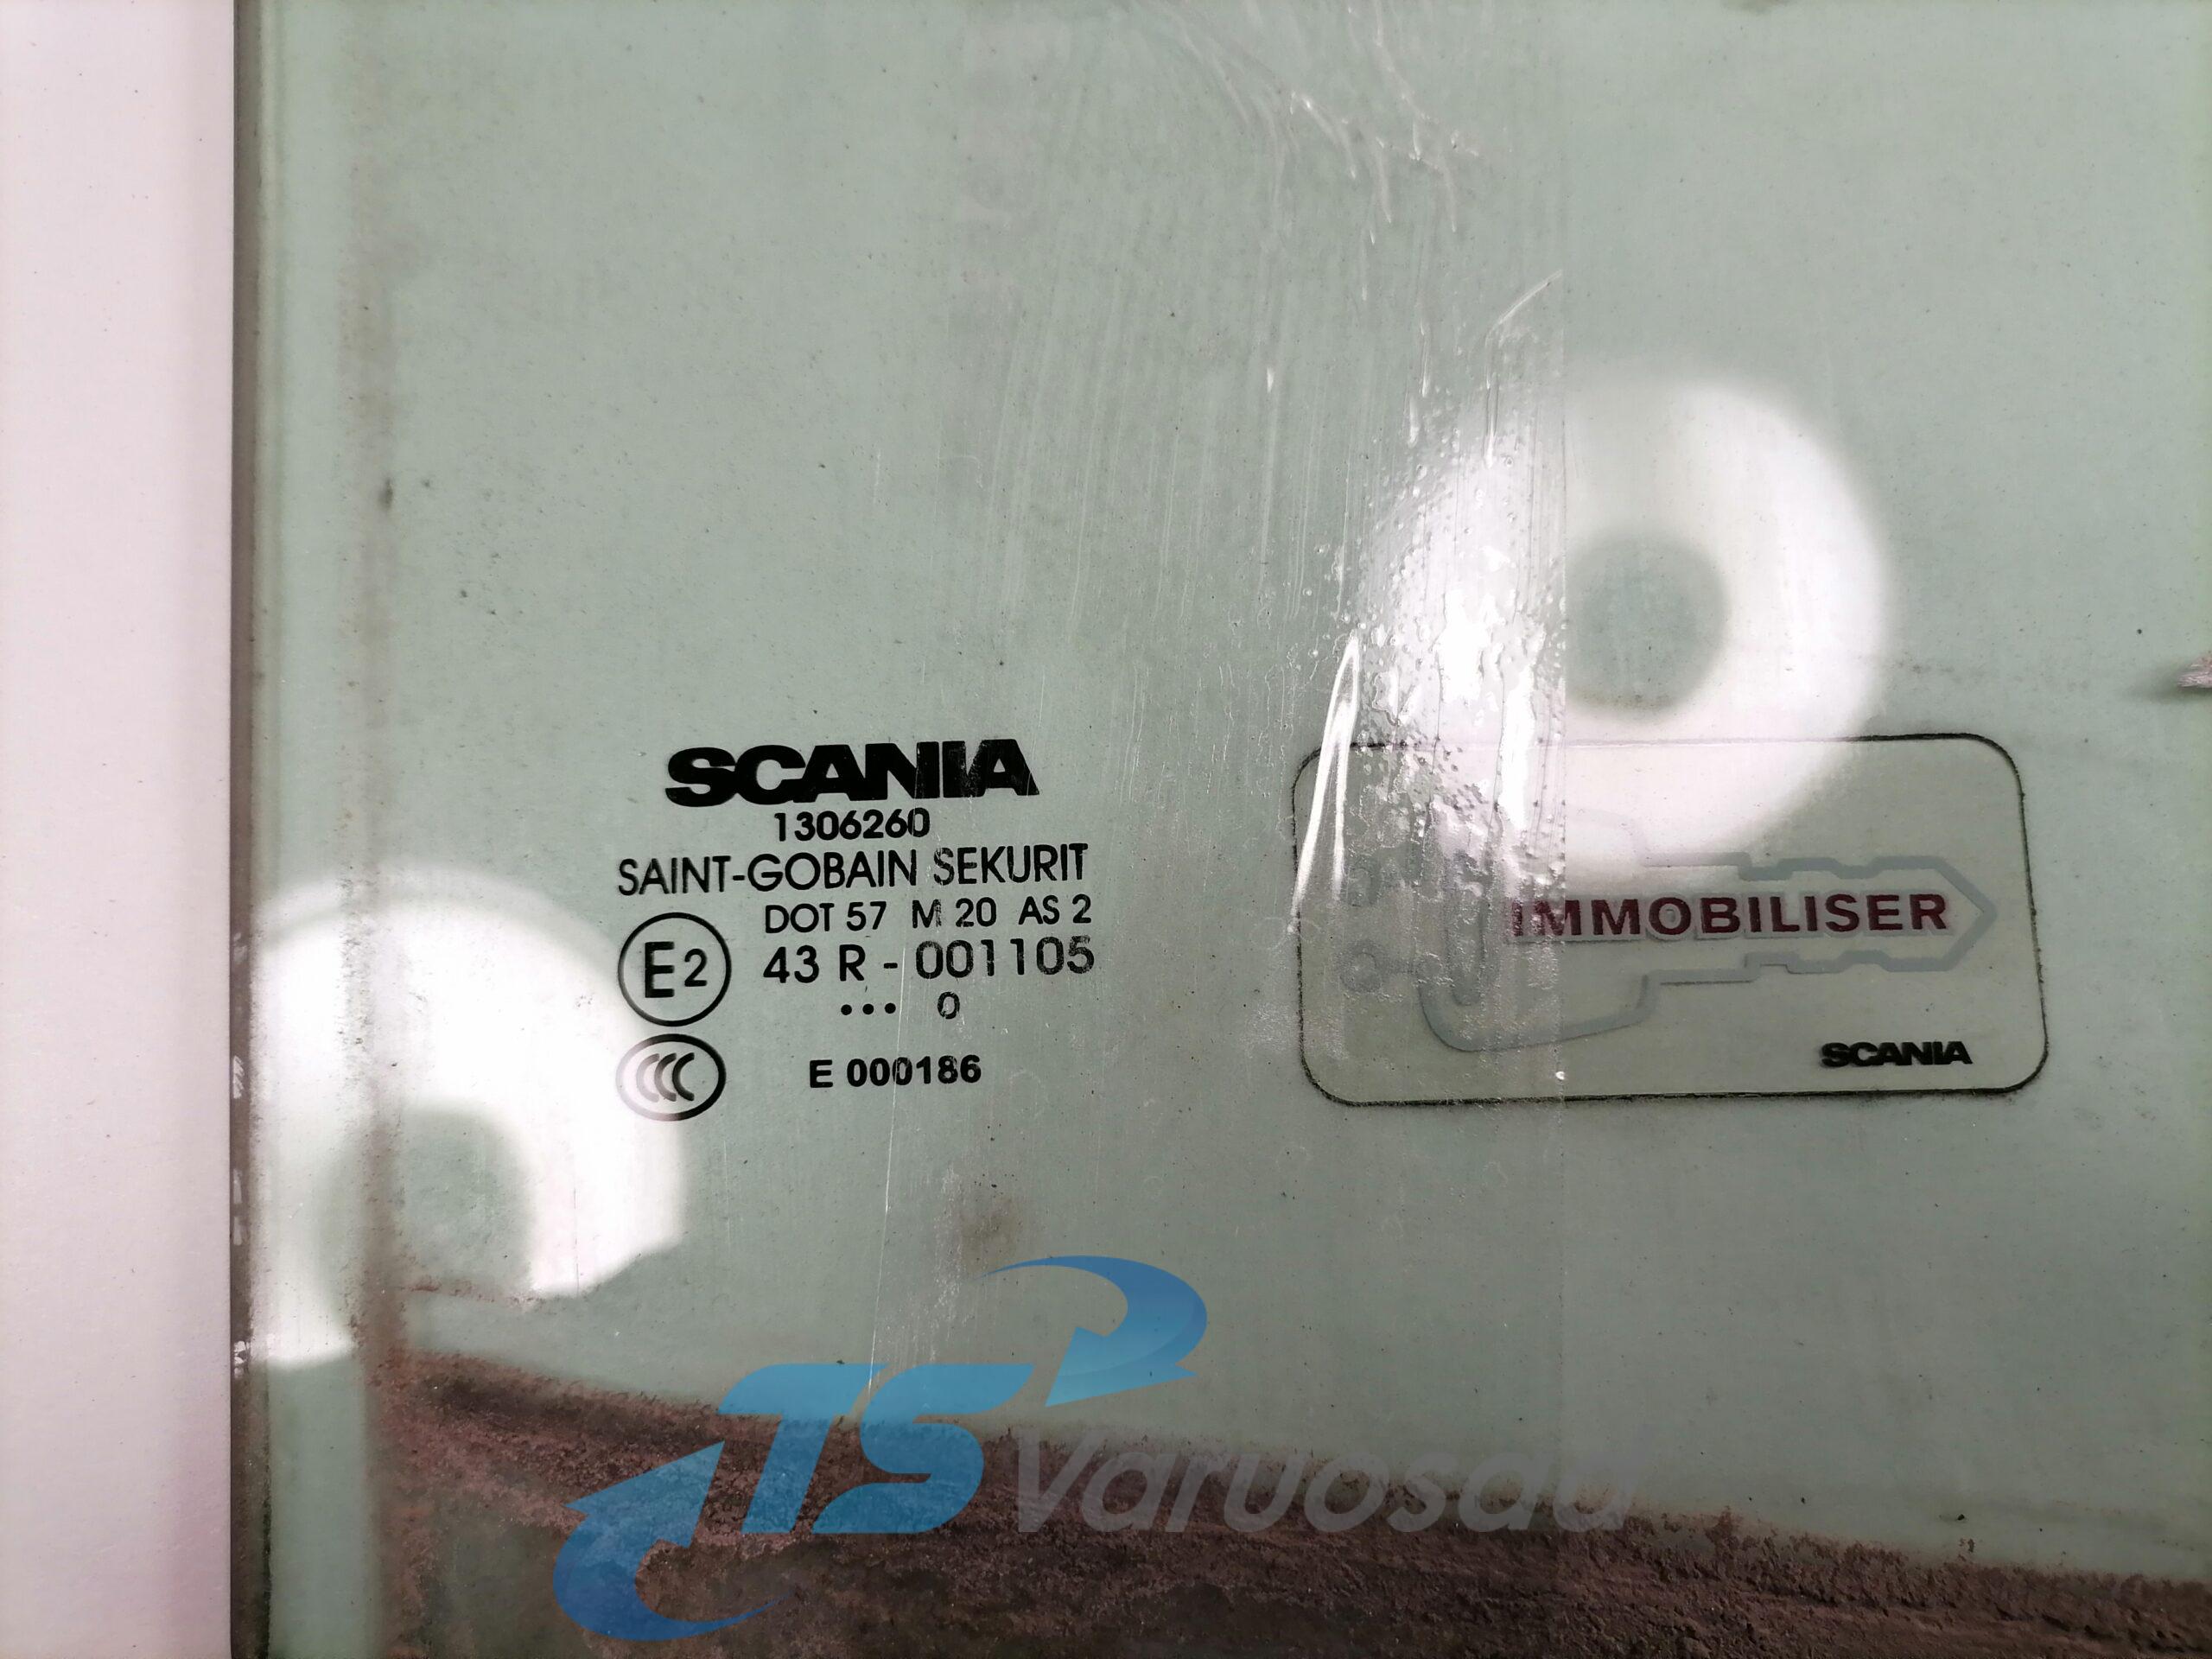 SCANIA
1306260
SAINT-GOBAIN SEKURIT
DOT 57 M 20 AS 2
E2 43 R - 001105
••• 0
CCC E 000186
IMMOBILISER
SCANIA
TS Varuosad